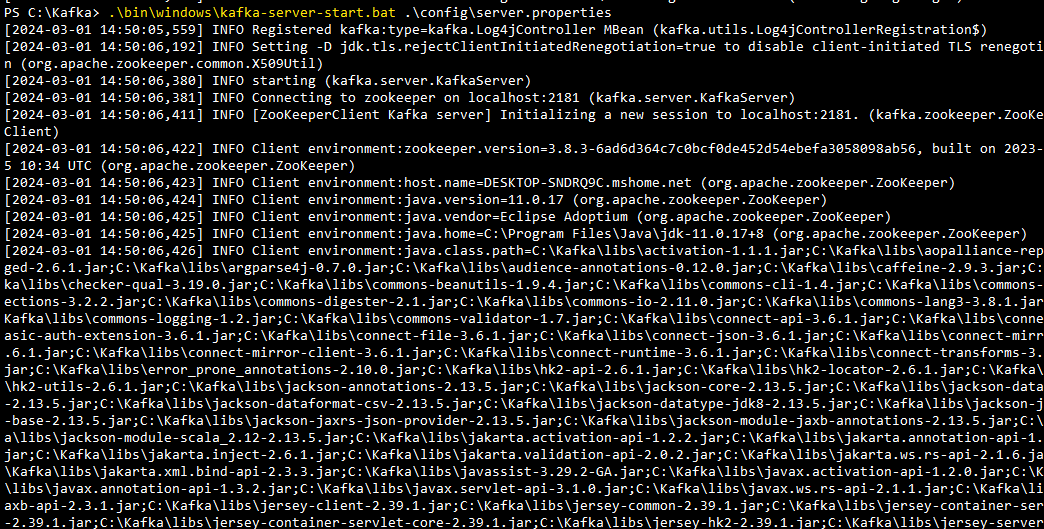 PS C:\Kafka> .\bin\windows\kafka-server-start.bat .\config\server.properties
[2024-03-01 14:50:05,559] INFO Registered kafka:type=kafka.Log4jController MBean (kafka.utils.Log4jControllerRegistration$)
[2024-03-01 14:50:06,192] INFO Setting -D jdk.tls.rejectClientInitiatedRenegotiation=true to disable client-initiated TLS renegoti
n (org.apache.zookeeper.common.X509Util)
[2024-03-01 14:50:06,380] INFO starting (kafka.server.KafkaServer)
[2024-03-01 14:50:06,381] INFO Connecting to zookeeper on localhost:2181 (kafka.server.KafkaServer)
[2024-03-01 14:50:06,411] INFO [ZooKeeperClient Kafka server] Initializing a new session to localhost:2181. (kafka.zookeeper.ZooKe
Client)
[2024-03-01 14:50:06,422] INFO Client environment:zookeeper.version=3.8.3-6ad6d364c7c0bcf0de452d54ebefa3058098ab56, built on 2023-
5 10:34 UTC (org.apache.zookeeper.ZooKeeper)
[2024-03-01 14:50:06,423] INFO Client environment:host.name=DESKTOP-SNDRQ9C.mshome.net (org.apache.zookeeper.ZooKeeper)
[2024-03-01 14:50:06,424] INFO Client environment:java.version=11.0.17 (org.apache.zookeeper.ZooKeeper)
[2024-03-01 14:50:06,425] INFO Client environment:java.vendor=Eclipse Adoptium (org.apache.zookeeper.ZooKeeper)
[2024-03-01 14:50:06,425] INFO Client environment:java.home=C:\Program Files\Java\jdk-11.0.17+8 (org.apache.zookeeper.ZooKeeper)
[2024-03-01 14:50:06,426] INFO Client environment:java.class.path=C:\Kafka\libs\activation-1.1.1.jar;C:\Kafka\libs\aopalliance-rep
ged-2.6.1.jar;C:\Kafka\libs\argparse4j-0.7.0.jar;C:\Kafka\libs\audience-annotations-0.12.0.jar;C:\Kafka\libs\caffeine-2.9.3.jar;C:
ka\libs\checker-qual-3.19.0.jar;C:\Kafka\libs\commons-beanutils-1.9.4.jar;C:\Kafka\libs\commons-cli-1.4.jar;C:\Kafka\libs\commons-
ections-3.2.2.jar;C:\Kafka\libs\commons-digester-2.1.jar;C:\Kafka\libs\commons-io-2.11.0.jar;C:\Kafka\libs\commons-lang3-3.8.1.jar
Kafka\libs\commons-logging-1.2.jar;C:\Kafka\libs\commons-validator-1.7.jar;C:\Kafka\libs\connect-api-3.6.1.jar;C:\Kafka\libs\conne
asic-auth-extension-3.6.1.jar;C:\Kafka\libs\connect-file-3.6.1.jar;C:\Kafka\libs\connect-json-3.6.1.jar;C:\Kafka\libs\connect-mirr
.6.1.jar;C:\Kafka\libs\connect-mirror-client-3.6.1.jar;C:\Kafka\libs\connect-runtime-3.6.1.jar;C:\Kafka\libs\connect-transforms-3.
jar;C:\Kafka\libs\error_prone_annotations-2.10.0.jar;C:\Kafka\libs\hk2-api-2.6.1.jar;C:\Kafka\libs\hk2-locator-2.6.1.jar;C:\Kafka\
\hk2-utils-2.6.1.jar;C:\Kafka\libs\jackson-annotations-2.13.5.jar;C:\Kafka\libs\jackson-core-2.13.5.jar;C:\Kafka\libs\jackson-data
-2.13.5.jar;C:\Kafka\libs\jackson-dataformat-csv-2.13.5.jar;C:\Kafka\libs\jackson-datatype-jdk8-2.13.5.jar;C:\Kafka\libs\jackson-j
-base-2.13.5.jar;C:\Kafka\libs\jackson-jaxrs-json-provider-2.13.5.jar;C:\Kafka\libs\jackson-module-jaxb-annotations-2.13.5.jar;C:\
a\libs\jackson-module-scala_2.12-2.13.5.jar;C:\Kafka\libs\jakarta.activation-api-1.2.2.jar;C:\Kafka\libs\jakarta.annotation-api-1.
jar;C:\Kafka\libs\jakarta.inject-2.6.1.jar;C:\Kafka\libs\jakarta.validation-api-2.0.2.jar;C:\Kafka\libs\jakarta.ws.rs-api-2.1.6.ja
\Kafka\libs\jakarta.xml.bind-api-2.3.3.jar;C:\Kafka\libs\javassist-3.29.2-GA.jar;C:\Kafka\libs\javax.activation-api-1.2.0.jar;C:\K
\libs\javax.annotation-api-1.3.2.jar;C:\Kafka\libs\javax.servlet-api-3.1.0.jar;C:\Kafka\libs\javax.ws.rs-api-2.1.1.jar;C:\Kafka\li
axb-api-2.3.1.jar;C:\Kafka\libs\jersey-client-2.39.1.jar;C:\Kafka\libs\jersey-common-2.39.1.jar;C:\Kafka\libs\jersey-container-ser
-2.39.1.jar;C:\Kafka\libs\jersey-container-servlet-core-2.39.1.jar;C:\Kafka\libs\jersey-hk2-2.39.1.jar;C:\Kafka\libs\jersey-server